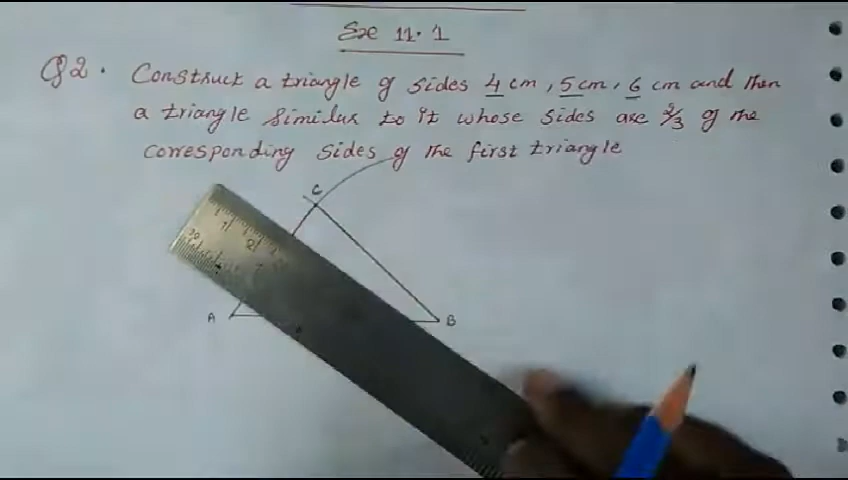 Exe 11.1
Q2. Construct a triangle of sides 4 cm, 5 cm, 6 cm and then
a triangle similar to it whose sides are 2/3 of the
corresponding sides of the first triangle
C
A
B